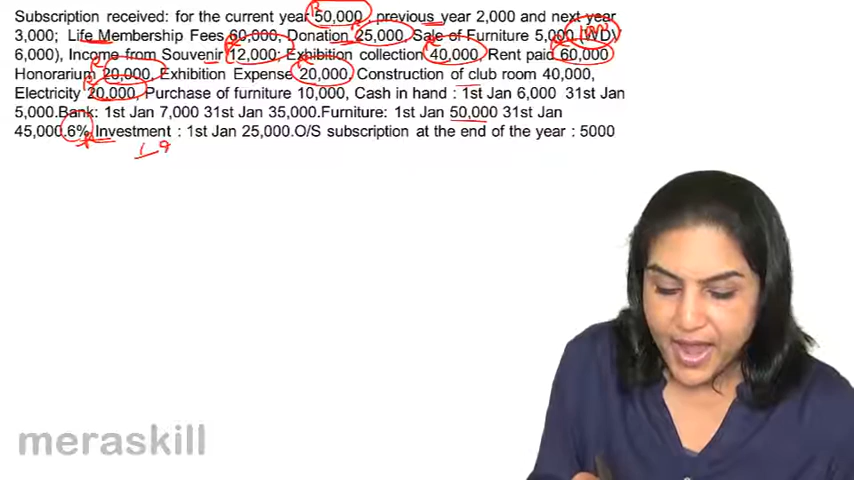 Subscription received: for the current year 50,000 previous year 2,000 and next year
3,000; Life Membership Fees 60,000, Donation 25,000 Sale of Furniture 5,000
6,000), Income from Souvenir 12,000; Exhibition collection 40,000, Rent paid 60,000
Honorarium 20,000, Exhibition Expense 20,000 Construction of club room 40,000,
Electricity 20,000, Purchase of furniture 10,000, Cash in hand : 1st Jan 6,000 31st Jan
5,000.Bank: 1st Jan 7,000 31st Jan 35,000.Furniture: 1st Jan 50,000 31st Jan
45,000.6% Investment : 1st Jan 25,000.O/S subscription at the end of the year : 5000
meraskill